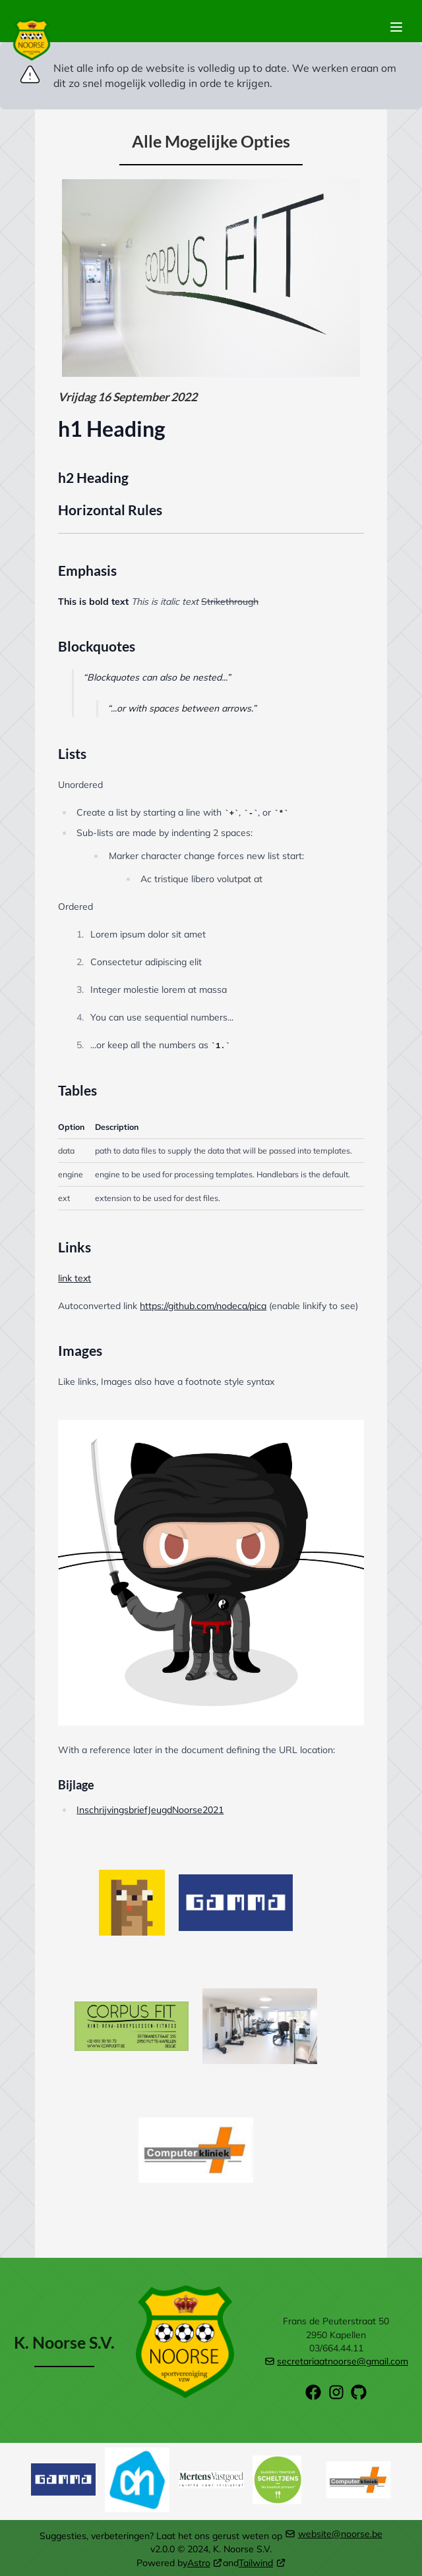 NOORSE
Niet alle info op de website is volledig up to date. We werken eraan om
dit zo snel mogelijk volledig in orde te krijgen.
Alle Mogelijke Opties
CORPUS FIT
Vrijdag 16 September 2022
h1 Heading
h2 Heading
Horizontal Rules
Emphasis
This is bold text This is italic text Strikethrough
Blockquotes
“Blockquotes can also be nested...”
“...or with spaces between arrows.”
Lists
Unordered
Create a list by starting a line with `+`, `-`, or `*`
Sub-lists are made by indenting 2 spaces:
Marker character change forces new list start:
Ac tristique libero volutpat at
Ordered
1. Lorem ipsum dolor sit amet
2. Consectetur adipiscing elit
3. Integer molestie lorem at massa
4. You can use sequential numbers...
5. ...or keep all the numbers as `1.`
Tables
Option Description
data path to data files to supply the data that will be passed into templates.
engine engine to be used for processing templates. Handlebars is the default.
ext extension to be used for dest files.
Links
link text
Autoconverted link https://github.com/nodeca/pica (enable linkify to see)
Images
Like links, Images also have a footnote style syntax
With a reference later in the document defining the URL location:
Bijlage
InschrijvingsbriefJeugdNoorse2021
GAMMA
CORPUS FIT
Computerkliniek
K. Noorse S.V.
NOORSE
sportvereniging
vzw
Frans de Peuterstraat 50
2950 Kapellen
03/664.44.11
secretariaatnoorse@gmail.com
GAMMA
MertensVastgoed
SCHELTJENS
Computerkliniek
Suggesties, verbeteringen? Laat het ons gerust weten op website@noorse.be
v2.0.0 © 2024, K. Noorse S.V.
Powered byAstro andTailwind